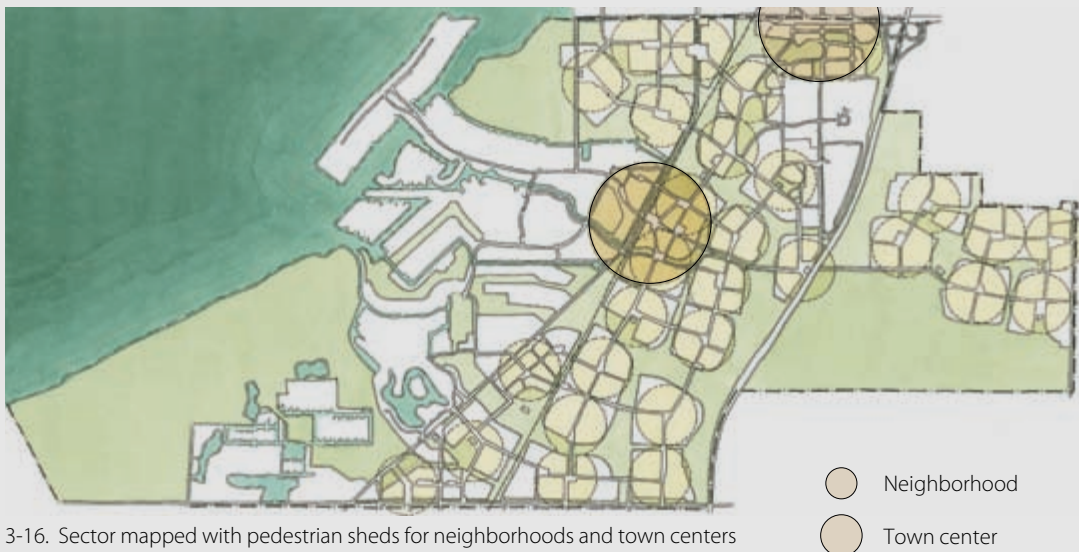 Neighborhood
3-16. Sector mapped with pedestrian sheds for neighborhoods and town centers
Town center